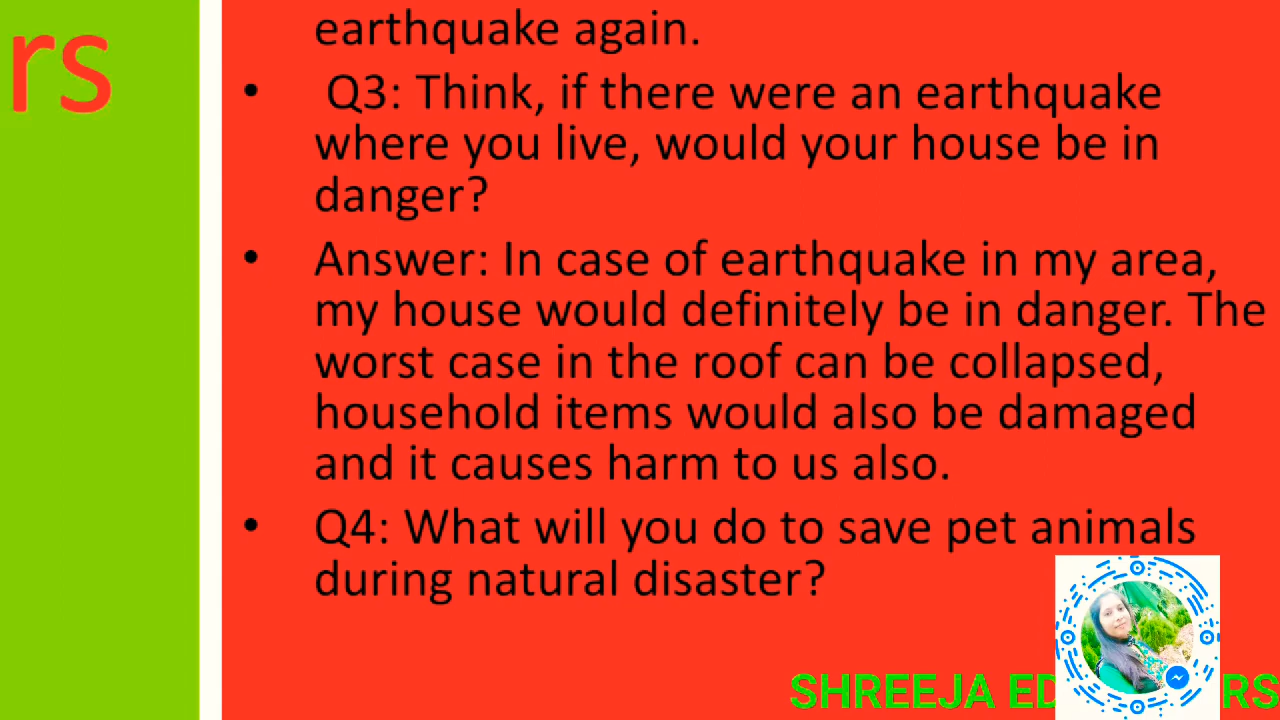 rs
earthquake again.
• Q3: Think, if there were an earthquake
where you live, would your house be in
danger?
• Answer: In case of earthquake in my area,
my house would definitely be in danger. The
worst case in the roof can be collapsed,
household items would also be damaged
and it causes harm to us also.
• Q4: What will you do to save pet animals
during natural disaster?
SHREEJA ED RS